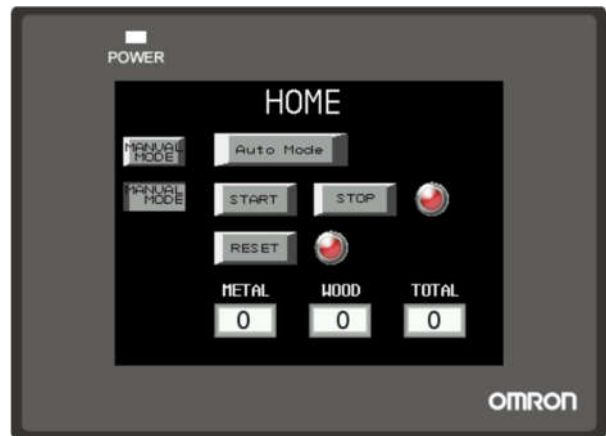 POWER
HOME
MANUAL
MODE
Auto Mode
MANUAL
MODE
START
STOP
RESET
METAL
WOOD
TOTAL
0
0
0
OMRON